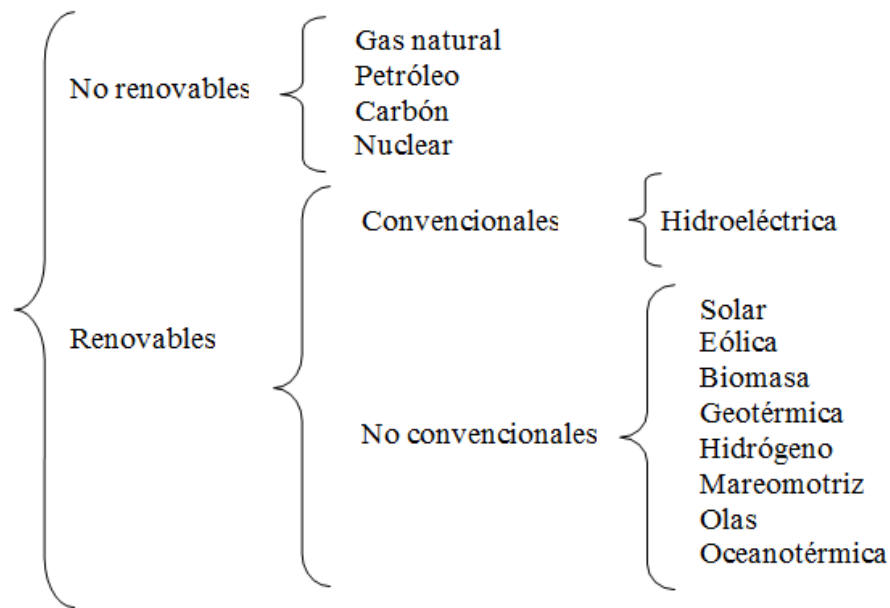 No renovables
Gas natural
Petróleo
Carbón
Nuclear
Renovables
Convencionales
Hidroeléctrica
No convencionales
Solar
Eólica
Biomasa
Geotérmica
Hidrógeno
Mareomotriz
Olas
Oceanotérmica